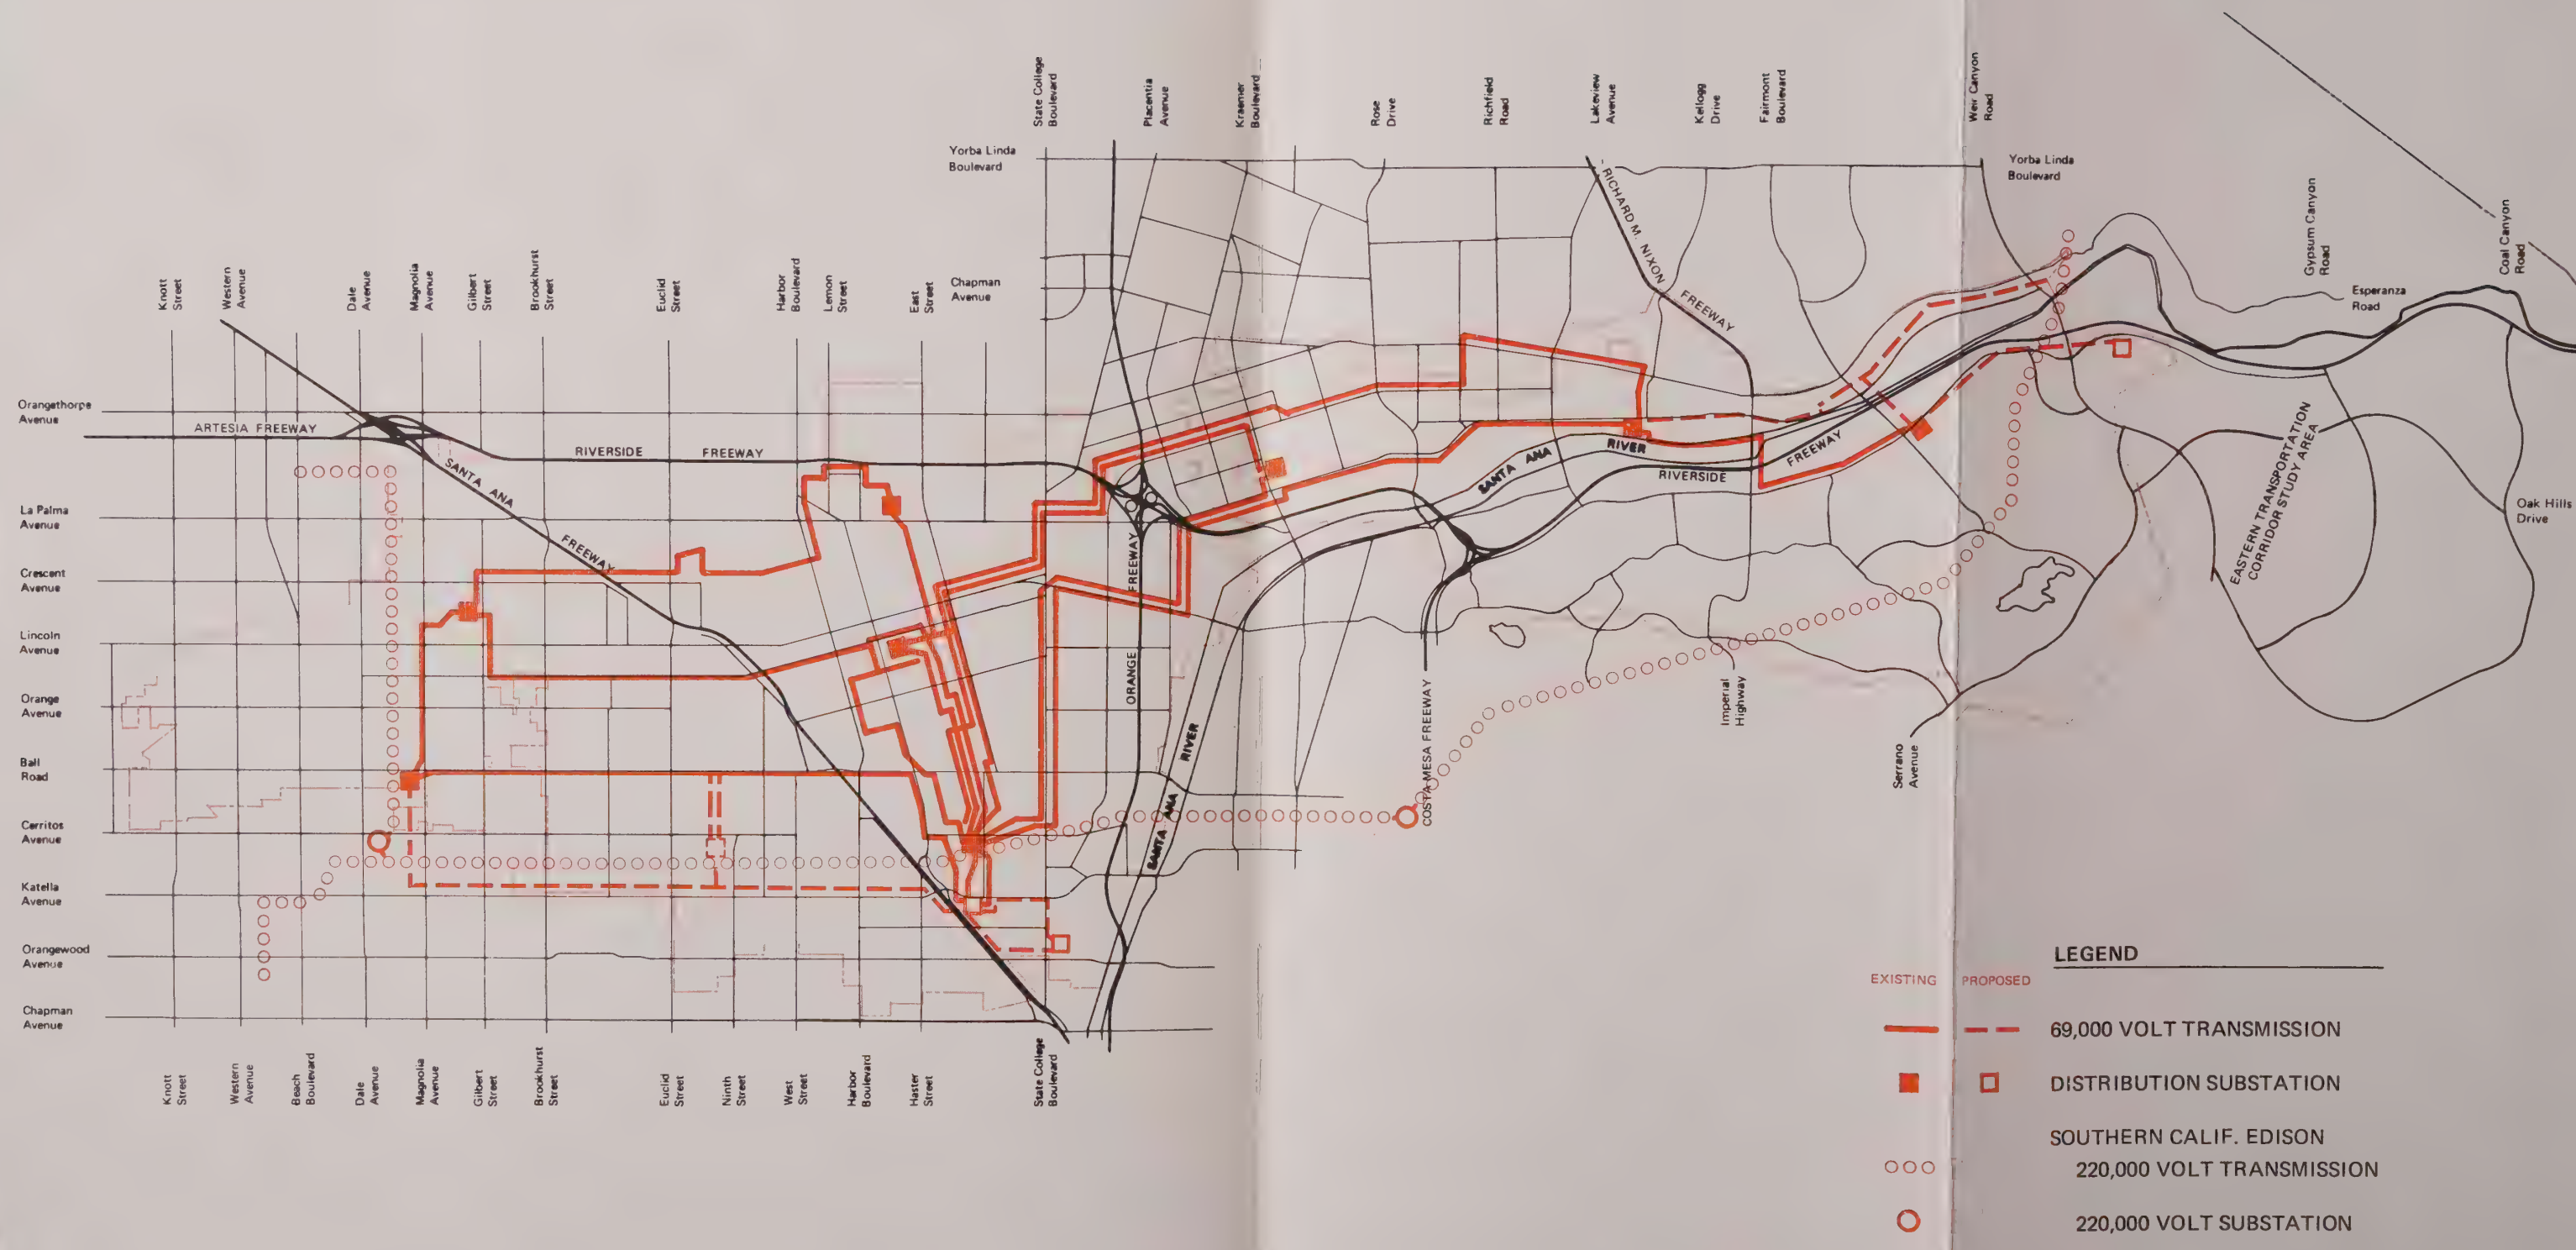 State College
Boulevard
Placentia
Avenue
Kraemer
Boulevard
Rose
Drive
Richfield
Road
Lakeview
Avenue
Kellogg
Drive
Fairmont
Boulevard
Weir Canyon
Road
Yorba Linda
Boulevard
Yorba Linda
Boulevard
RICHARD M. NIXON FREEWAY
Gypsum Canyon
Road
Coal Canyon
Road
Knott
Street
Western
Avenue
Dale
Avenue
Magnolia
Avenue
Gilbert
Street
Brookhurst
Street
Euclid
Street
Harbor
Boulevard
Lemon
Street
East
Street
Chapman
Avenue
Esperanza
Road
Orangethorpe
Avenue
ARTESIA FREEWAY
RIVERSIDE FREEWAY
SANTA ANA FREEWAY
SANTA ANA RIVER
RIVERSIDE FREEWAY
EASTERN TRANSPORTATION
CORRIDOR STUDY AREA
Oak Hills
Drive
La Palma
Avenue
Crescent
Avenue
Lincoln
Avenue
Orange
Avenue
Ball
Road
Cerritos
Avenue
Katella
Avenue
Orangewood
Avenue
Chapman
Avenue
ORANGE FREEWAY
SANTA ANA RIVER
COSTA MESA FREEWAY
Imperial
Highway
Serrano
Avenue
Knott
Street
Western
Avenue
Beach
Boulevard
Dale
Avenue
Magnolia
Avenue
Gilbert
Street
Brookhurst
Street
Euclid
Street
Ninth
Street
West
Street
Harbor
Boulevard
Haster
Street
State College
Boulevard
LEGEND
EXISTING PROPOSED
69,000 VOLT TRANSMISSION
DISTRIBUTION SUBSTATION
SOUTHERN CALIF. EDISON
220,000 VOLT TRANSMISSION
220,000 VOLT SUBSTATION